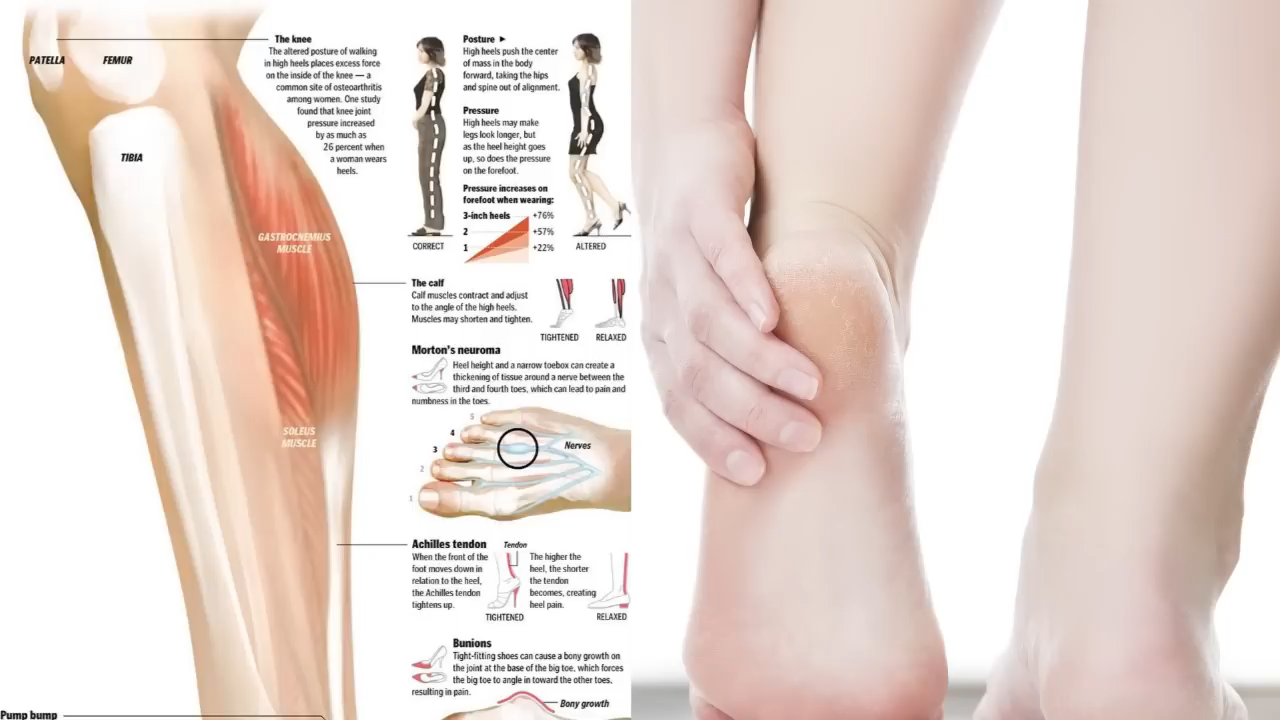 The knee
The altered posture of walking
in high heels places excess force
on the inside of the knee — a
common site of osteoarthritis
among women. One study
found that knee joint
pressure increased
by as much as
26 percent when
a woman wears
heels.
PATELLA
FEMUR
TIBIA
GASTROCNEMIUS
MUSCLE
SOLEUS
MUSCLE
CORRECT
Posture ►
High heels push the center
of mass in the body
forward, taking the hips
and spine out of alignment.
Pressure
High heels may make
legs look longer, but
as the heel height goes
up, so does the pressure
on the forefoot.
Pressure increases on
forefoot when wearing:
3-inch heels +76%
2 +57%
1 +22%
ALTERED
The calf
Calf muscles contract and adjust
to the angle of the high heels.
Muscles may shorten and tighten.
TIGHTENED
RELAXED
Morton's neuroma
Heel height and a narrow toebox can create a
thickening of tissue around a nerve between the
third and fourth toes, which can lead to pain and
numbness in the toes.
5
4
3
2
1
Nerves
Achilles tendon
When the front of the
foot moves down in
relation to the heel,
the Achilles tendon
tightens up.
Tendon
TIGHTENED
The higher the
heel, the shorter
the tendon
becomes, creating
heel pain.
RELAXED
Bunions
Tight-fitting shoes can cause a bony growth on
the joint at the base of the big toe, which forces
the big toe to angle in toward the other toes,
resulting in pain.
Bony growth
Pump bump